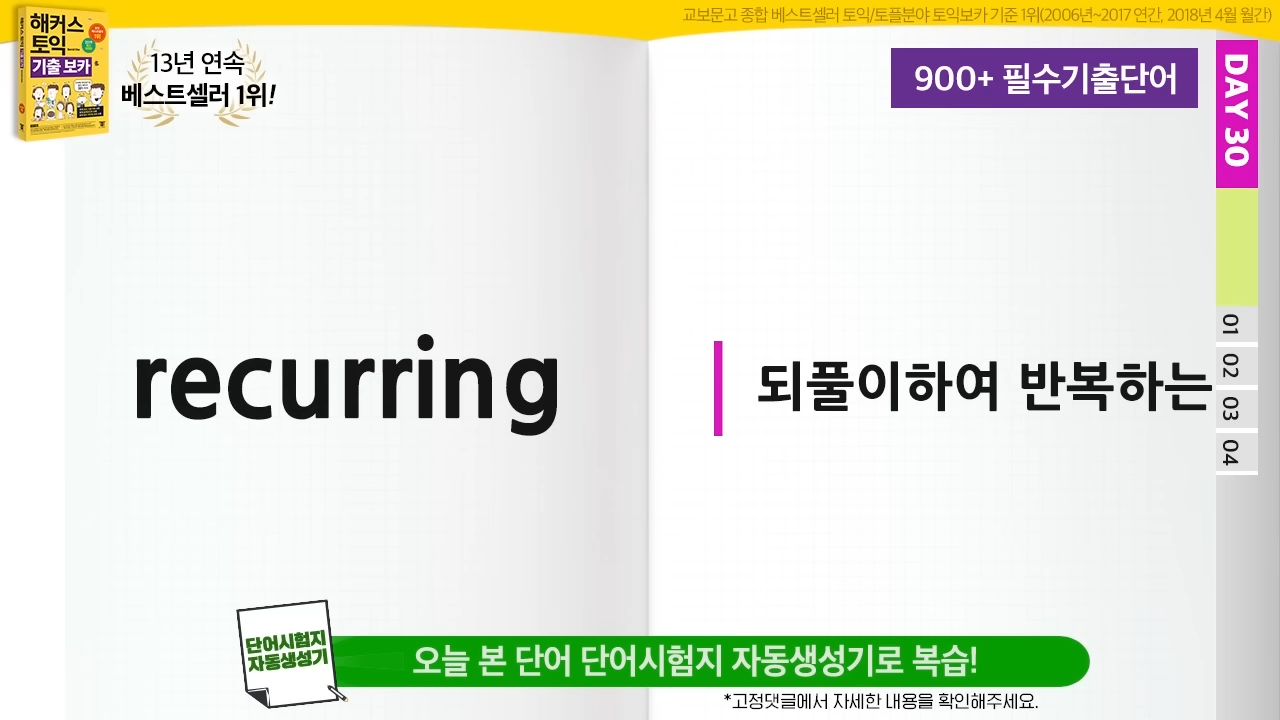 교보문고 종합 베스트셀러 토익/토플분야 토익보카 기준 1위(2006년~2017 연간, 2018년 4월 월간)
해커스
토익
기출 보카
13년 연속
베스트셀러 1위!
900+ 필수기출단어
DAY 30
recurring
되풀이하여 반복하는
01
02
03
04
단어시험지
자동생성기
오늘 본 단어 단어시험지 자동생성기로 복습!
*고정댓글에서 자세한 내용을 확인해주세요.